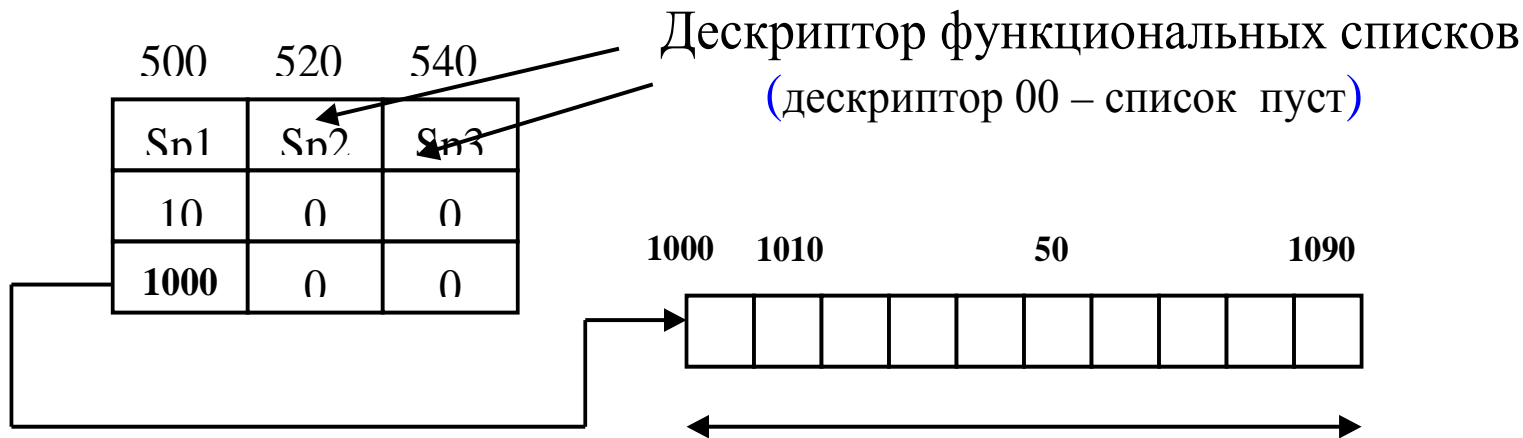 Дескриптор функциональных списков
(дескриптор 00 – список пуст)
500 520 540
Sp1 Sp2 Sp3
10 0 0
1000 0 0
1000 1010 50 1090